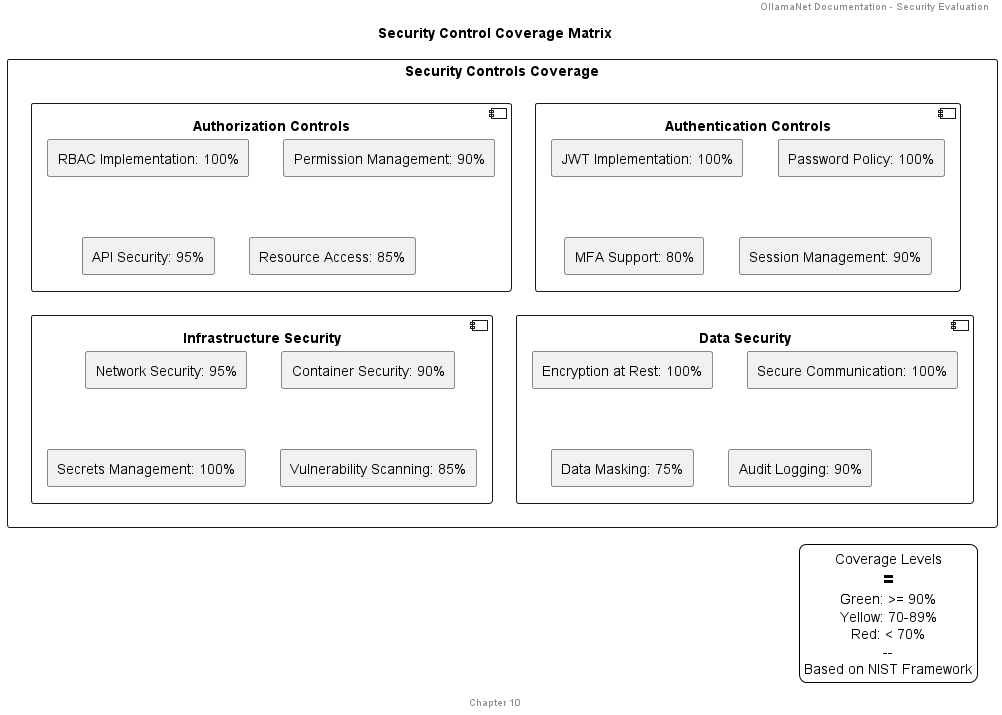 OllamaNet Documentation - Security Evaluation
Security Control Coverage Matrix
Security Controls Coverage
Authorization Controls
RBAC Implementation: 100%
Permission Management: 90%
API Security: 95%
Resource Access: 85%
Authentication Controls
JWT Implementation: 100%
Password Policy: 100%
MFA Support: 80%
Session Management: 90%
Infrastructure Security
Network Security: 95%
Container Security: 90%
Secrets Management: 100%
Vulnerability Scanning: 85%
Data Security
Encryption at Rest: 100%
Secure Communication: 100%
Data Masking: 75%
Audit Logging: 90%
Coverage Levels
=
Green: >= 90%
Yellow: 70-89%
Red: < 70%
--
Based on NIST Framework
Chapter 10